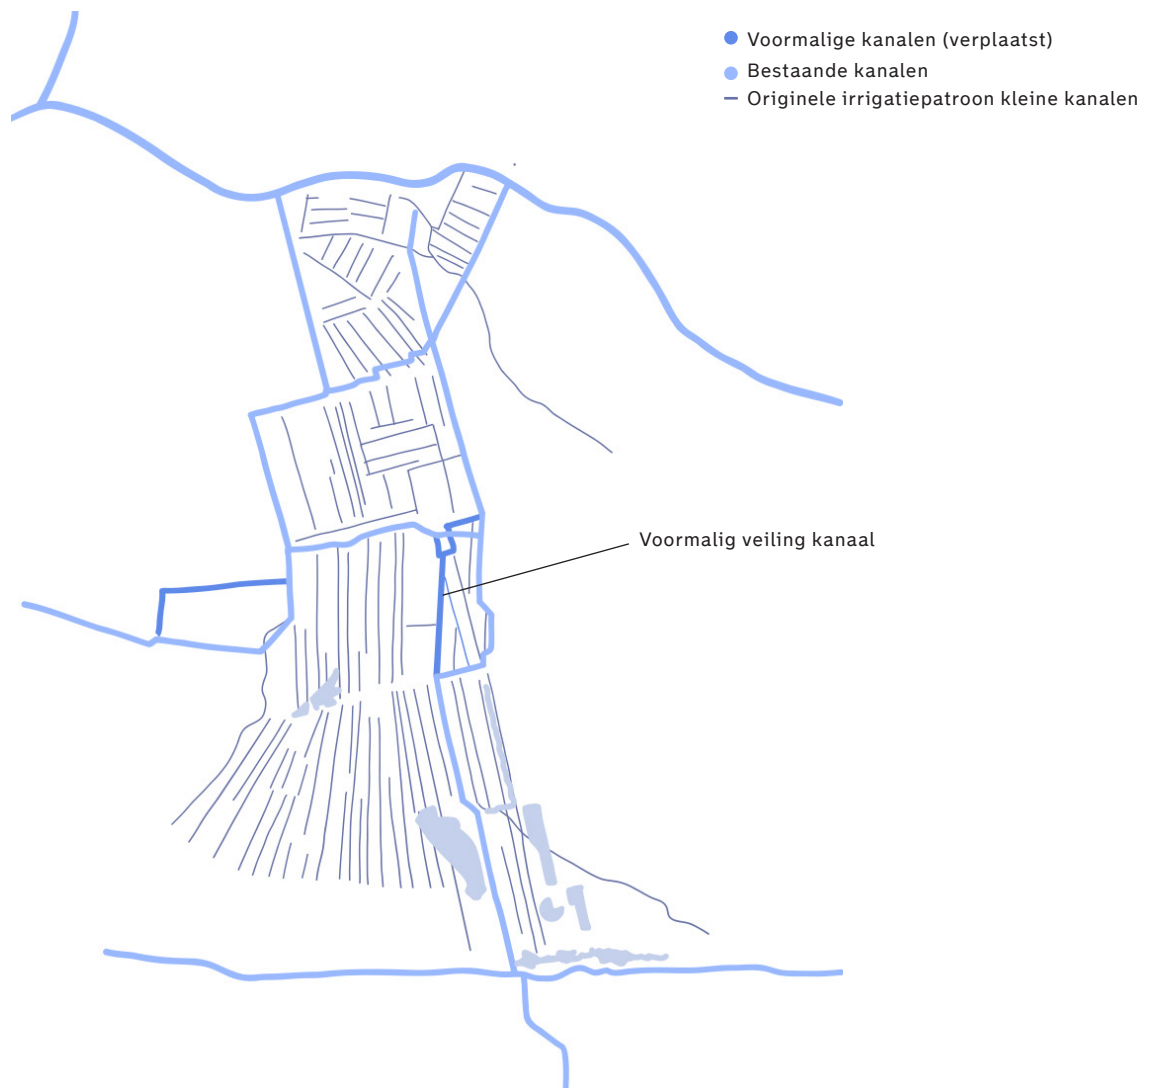 Voormalige kanalen (verplaatst)
Bestaande kanalen
Originele irrigatiepatroon kleine kanalen
Voormalig veiling kanaal